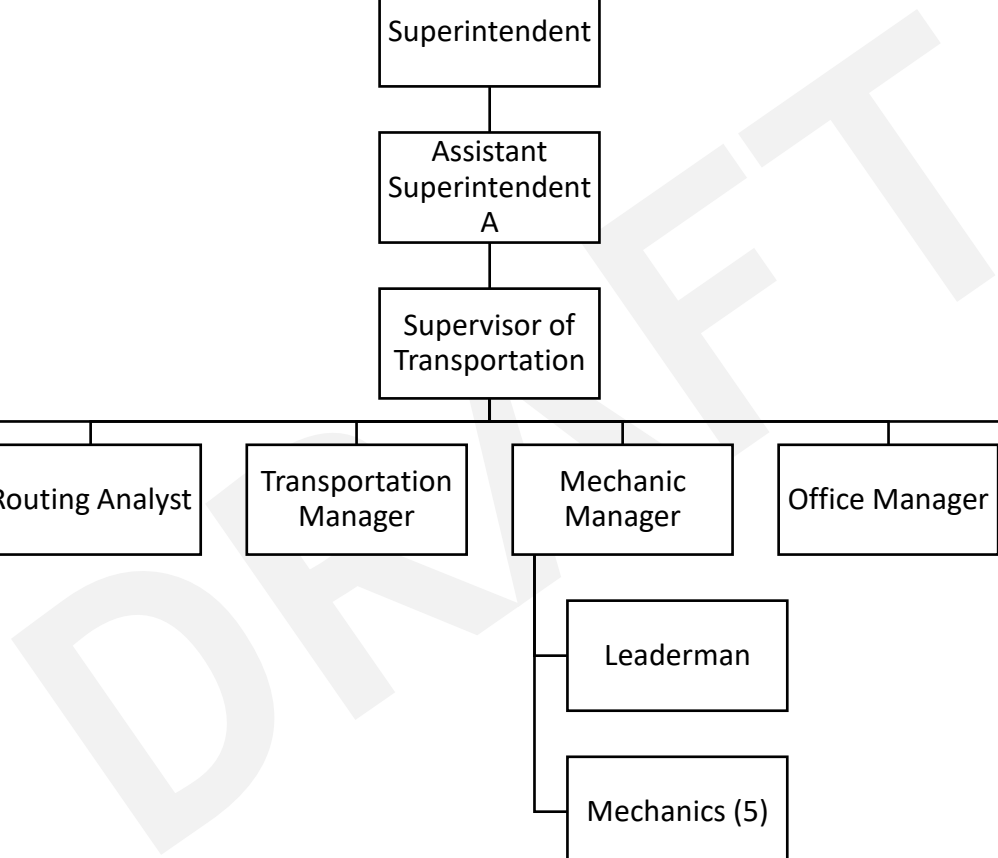 Superintendent
Assistant
Superintendent
A
Supervisor of
Transportation
Routing Analyst
Transportation
Manager
Mechanic
Manager
Office Manager
Leaderman
Mechanics (5)
DRAFT